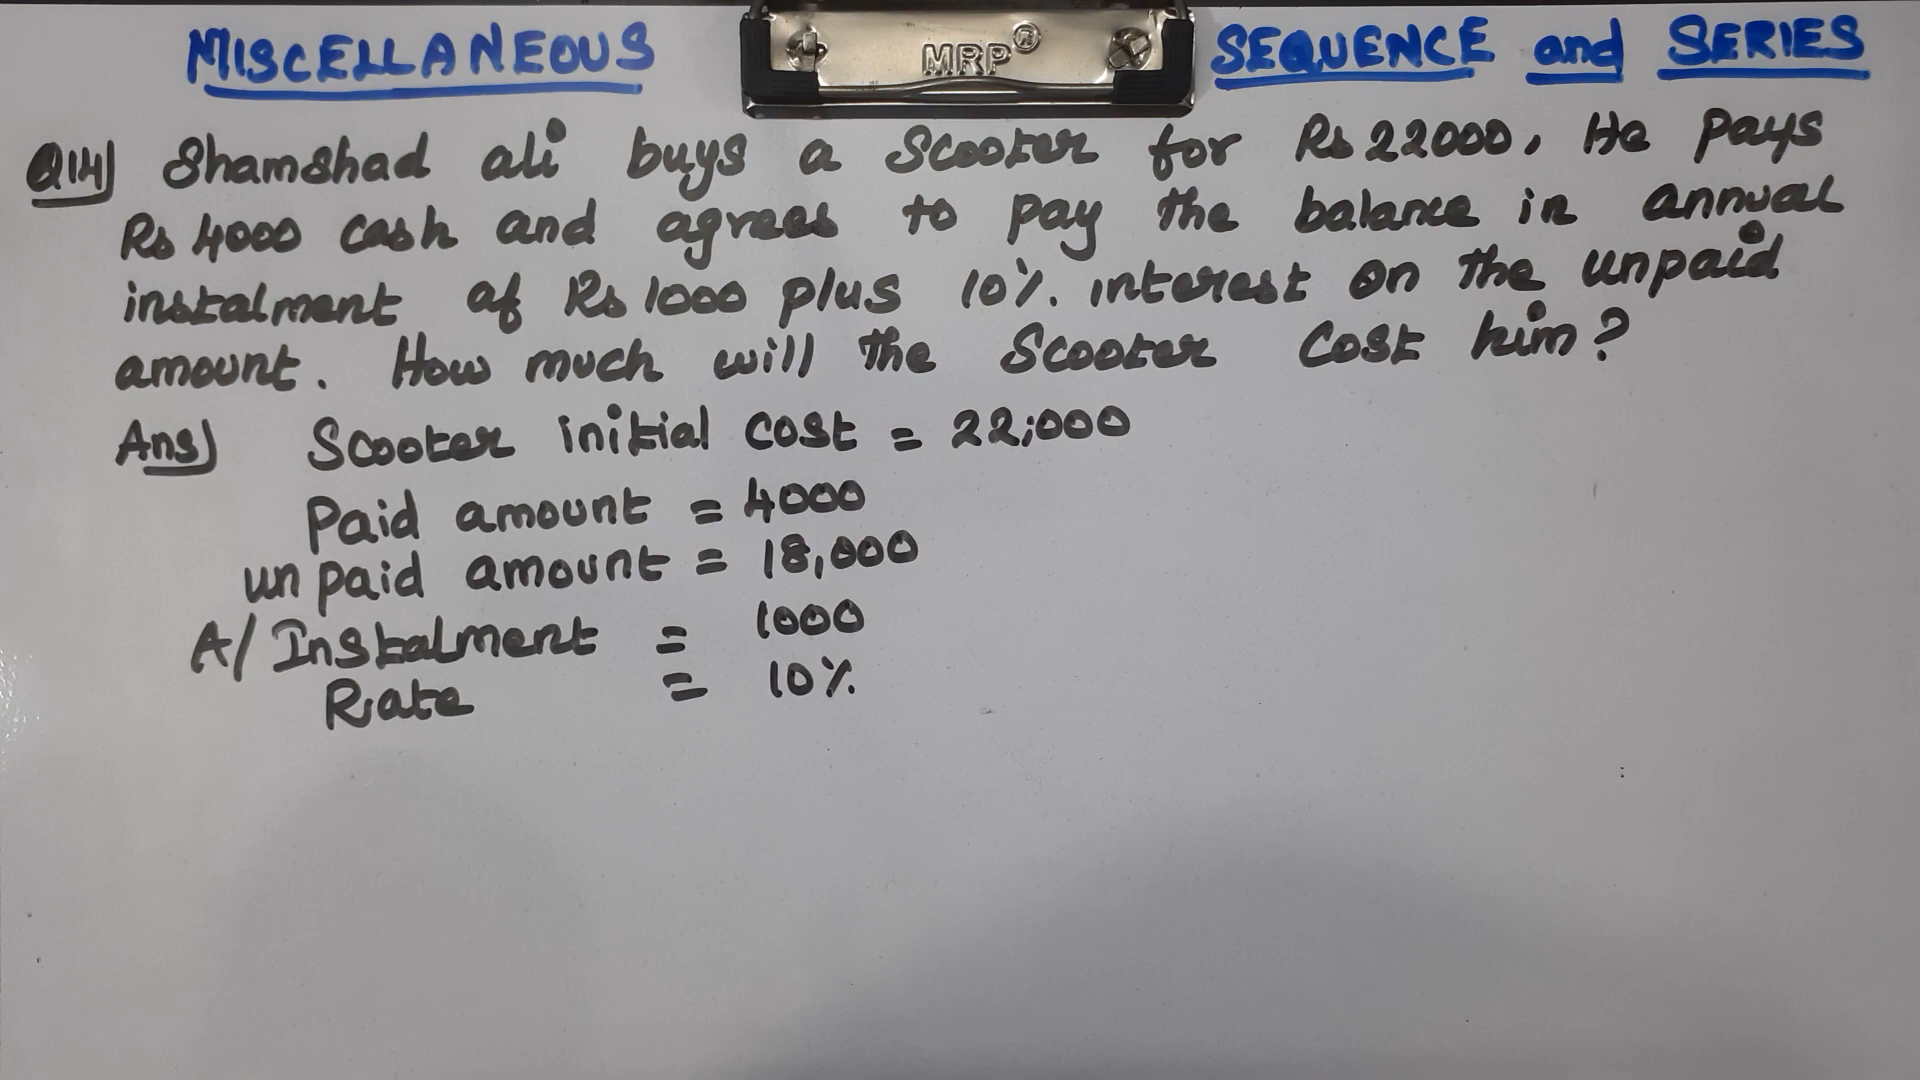 MISCELLANEOUS
MRP®
SEQUENCE and SERIES
Q14) Shamshad ali buys a Scooter for Rs 22000. He pays
Rs 4000 cash and agrees to pay the balance in annual
instalment of Rs 1000 plus 10%. interest on the unpaid
amount. How much will the Scooter Cost him?
Ans) Scooter initial cost = 22,000
Paid amount = 4000
un paid amount = 18,000
A/ Instalment = 1000
Rate = 10%